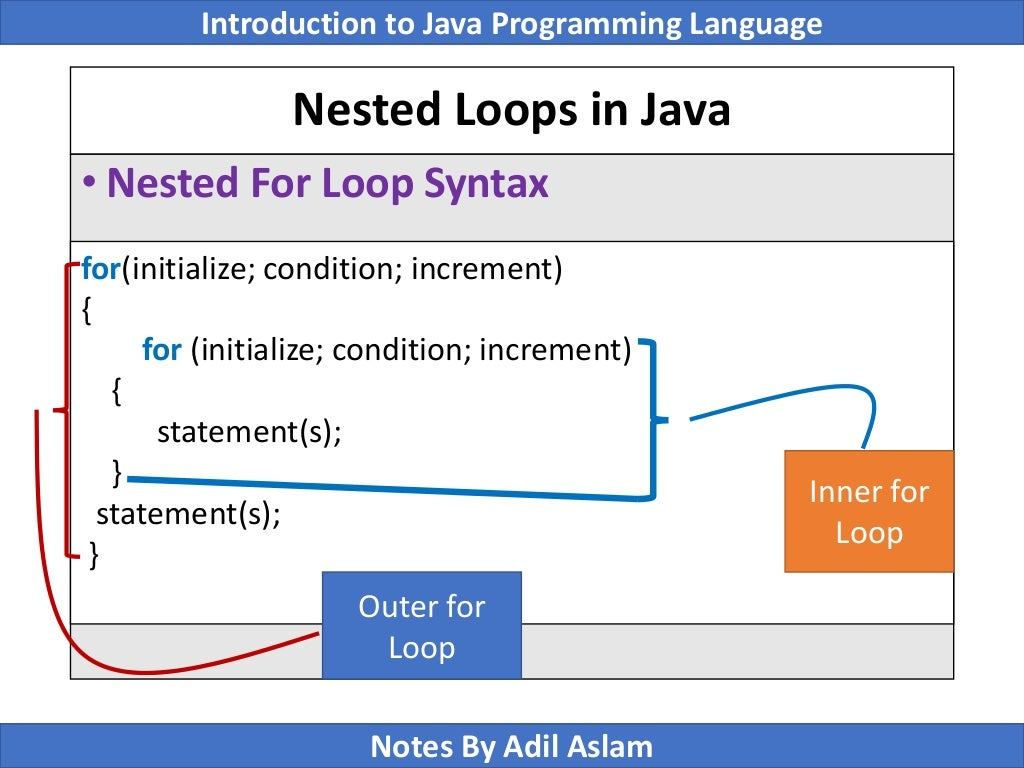 Introduction to Java Programming Language
Nested Loops in Java
• Nested For Loop Syntax
for(initialize; condition; increment)
{
for (initialize; condition; increment)
{
statement(s);
}
statement(s);
}
Inner for
Loop
Outer for
Loop
Notes By Adil Aslam